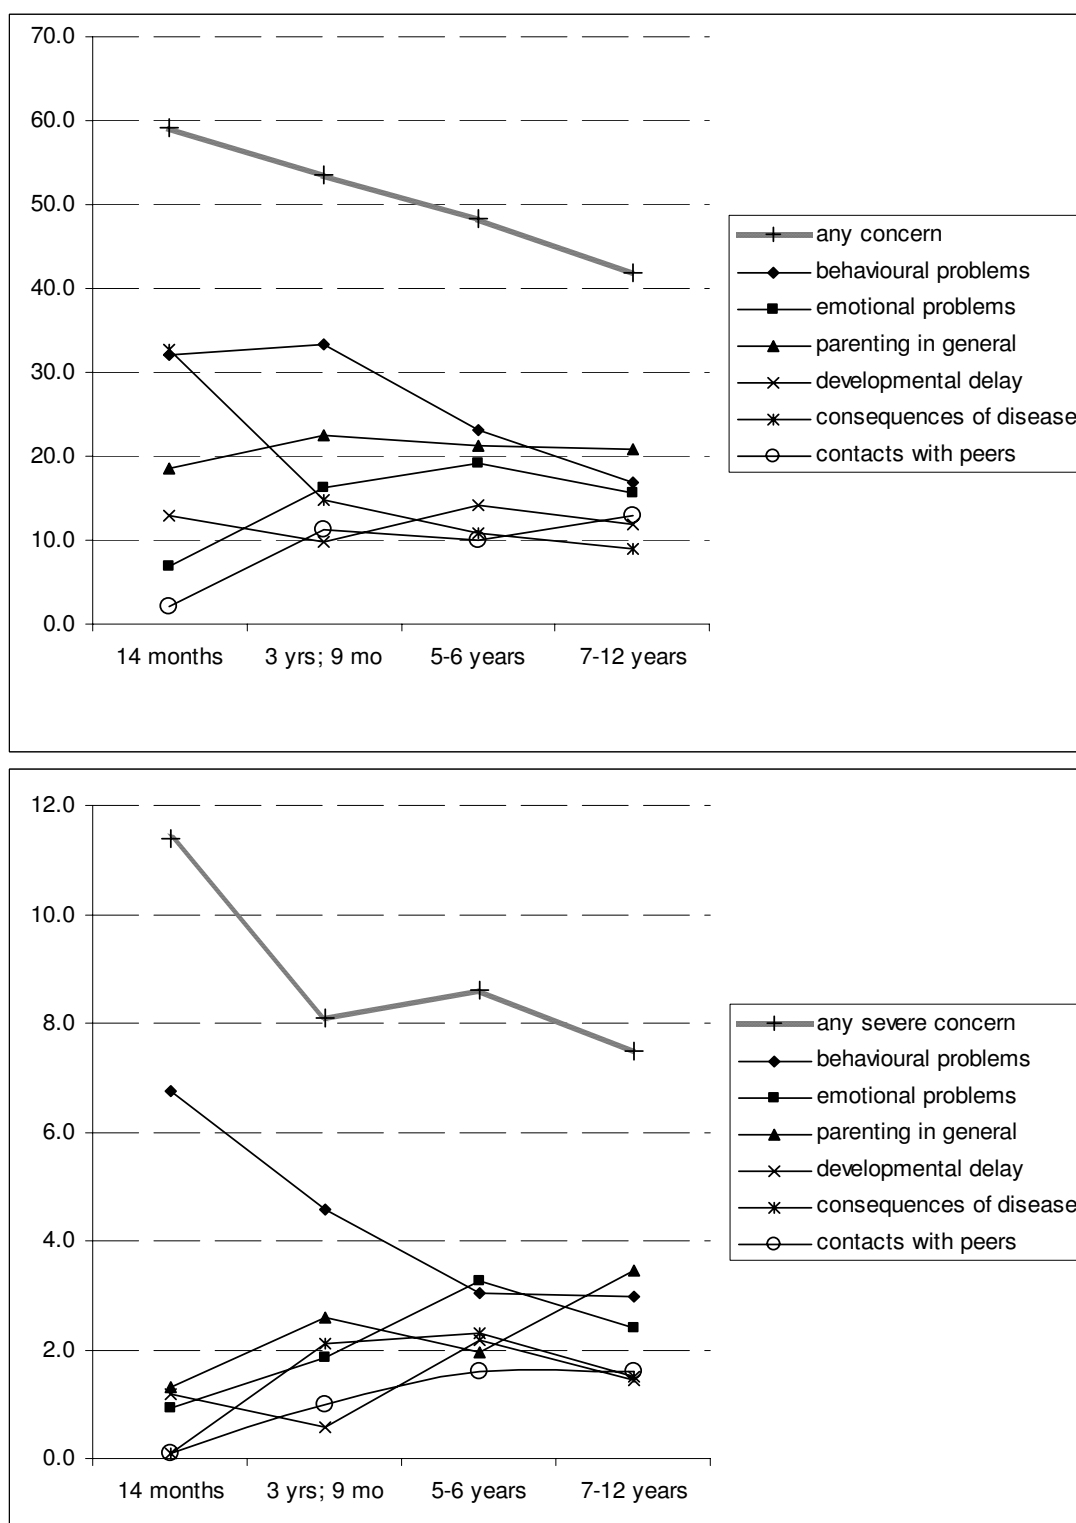 70.0
60.0
50.0
40.0
30.0
20.0
10.0
0.0
14 months 3 yrs; 9 mo 5-6 years 7-12 years
any concern
behavioural problems
emotional problems
parenting in general
developmental delay
consequences of disease
contacts with peers
12.0
10.0
8.0
6.0
4.0
2.0
0.0
14 months 3 yrs; 9 mo 5-6 years 7-12 years
any severe concern
behavioural problems
emotional problems
parenting in general
developmental delay
consequences of disease
contacts with peers